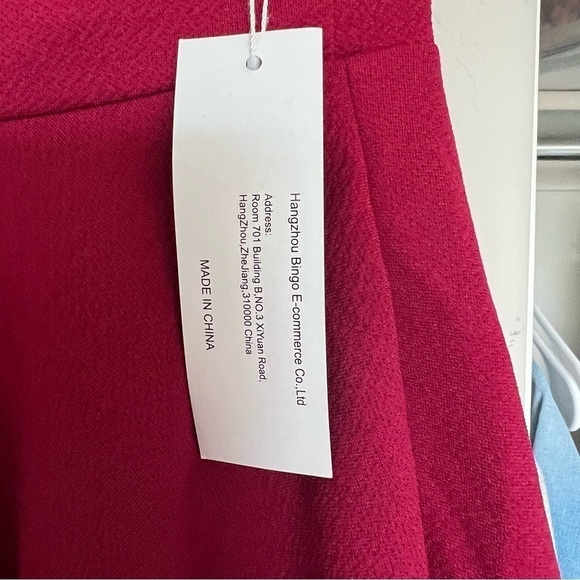 Hangzhou Bingo E-commerce Co.,Ltd
Address:
Room 701 Building B,NO.3 XiYuan Road,
HangZhou,ZheJiang,310000 China
MADE IN CHINA